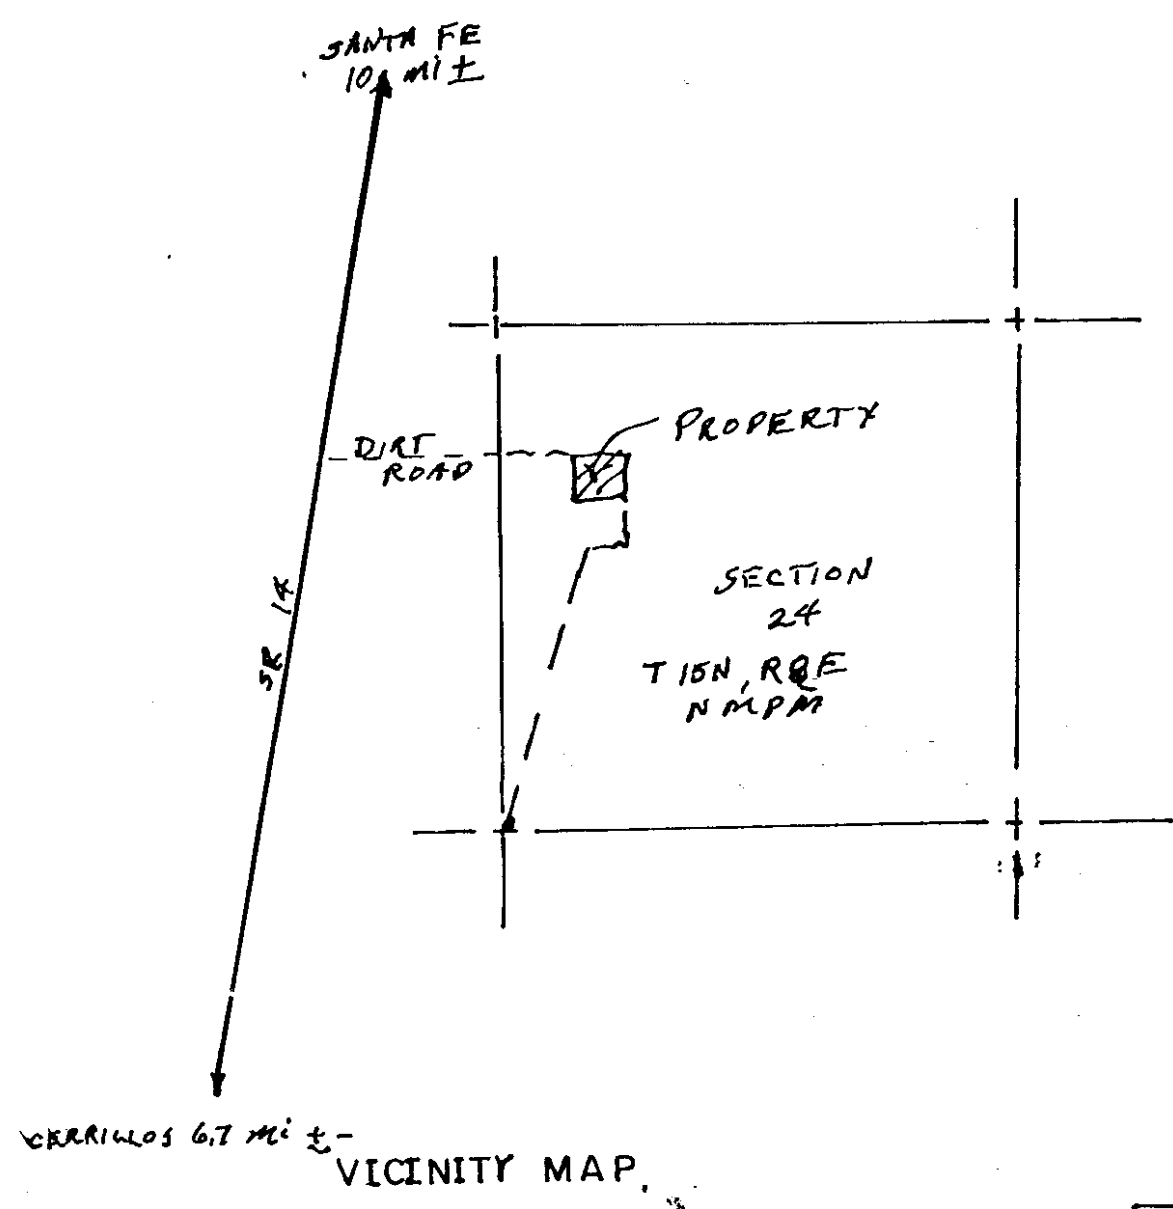 SANTA FE
10 mi ±
PROPERTY
DIRT
ROAD
SECTION
24
T 15N, R8E
NMPM
SR 14
CERRILLOS 6.7 mi ±
VICINITY MAP.